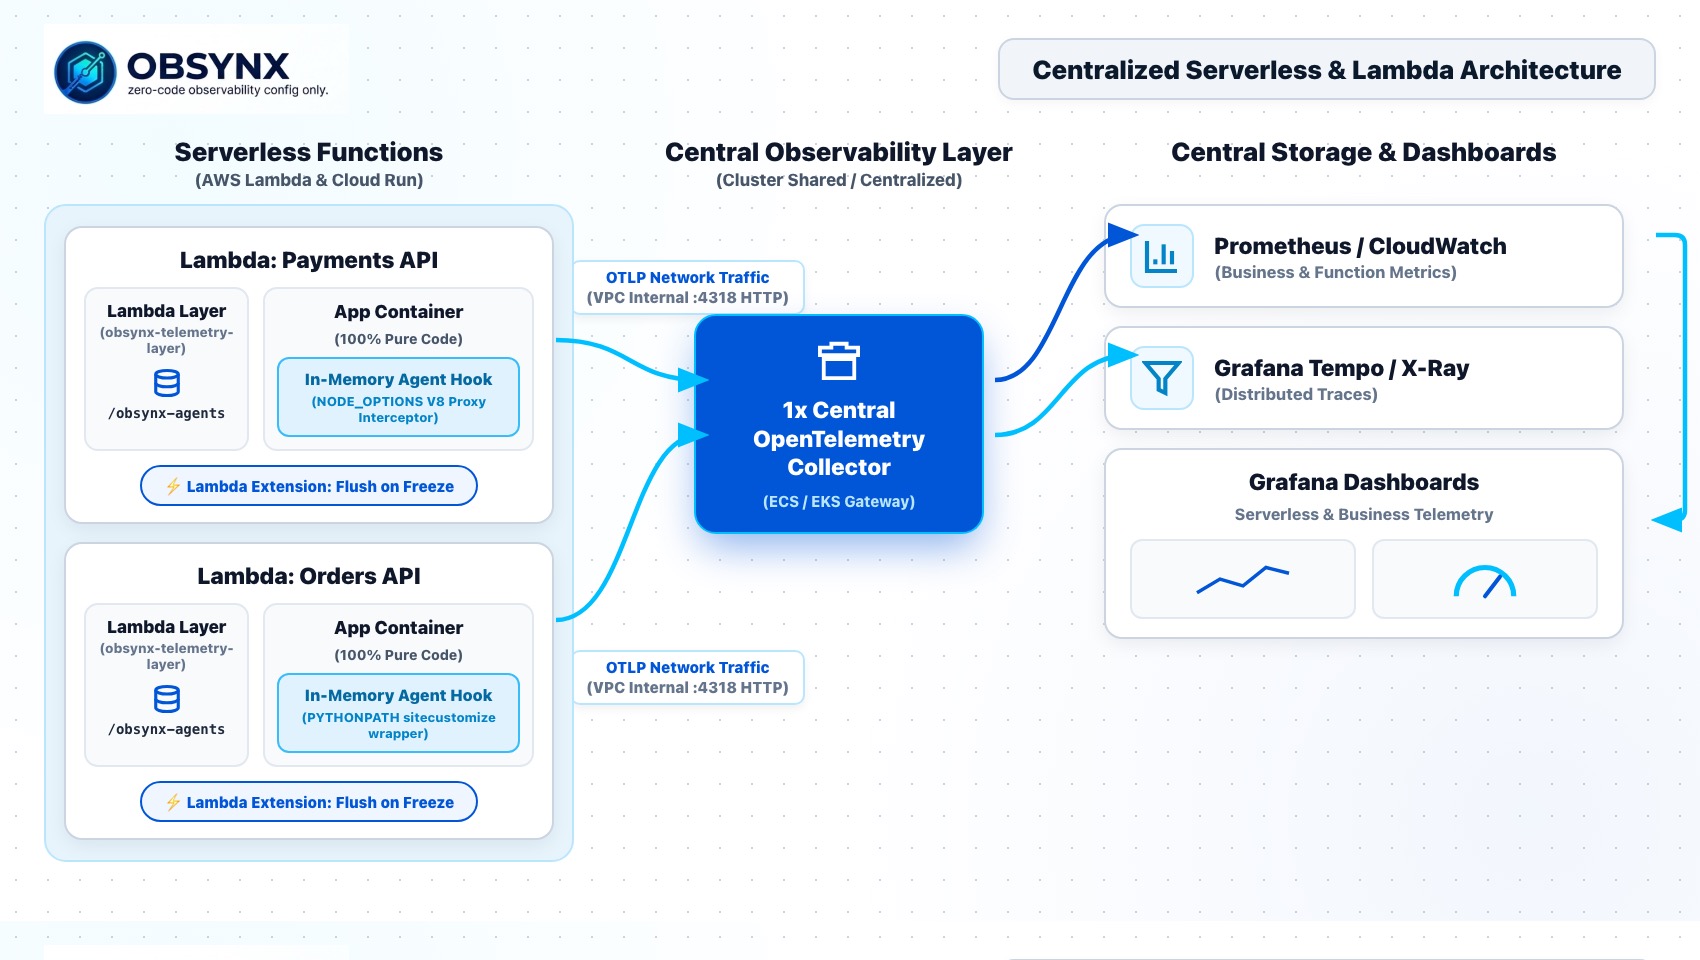 OBSYNX
zero-code observability config only.
Centralized Serverless & Lambda Architecture
Serverless Functions
(AWS Lambda & Cloud Run)
Central Observability Layer
(Cluster Shared / Centralized)
Central Storage & Dashboards
Lambda: Payments API
Lambda Layer
(obsynx-telemetry-
layer)
/obsynx-agents
App Container
(100% Pure Code)
In-Memory Agent Hook
(NODE_OPTIONS V8 Proxy
Interceptor)
⚡ Lambda Extension: Flush on Freeze
Lambda: Orders API
Lambda Layer
(obsynx-telemetry-
layer)
/obsynx-agents
App Container
(100% Pure Code)
In-Memory Agent Hook
(PYTHONPATH sitecustomize
wrapper)
⚡ Lambda Extension: Flush on Freeze
OTLP Network Traffic
(VPC Internal :4318 HTTP)
1x Central
OpenTelemetry
Collector
(ECS / EKS Gateway)
OTLP Network Traffic
(VPC Internal :4318 HTTP)
Prometheus / CloudWatch
(Business & Function Metrics)
Grafana Tempo / X-Ray
(Distributed Traces)
Grafana Dashboards
Serverless & Business Telemetry